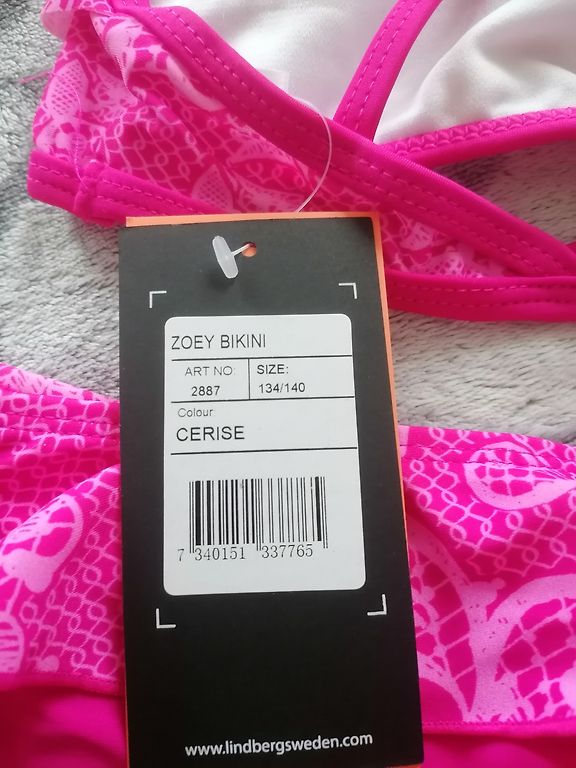 ZOEY BIKINI
ART NO: SIZE:
2887 134/140
Colour:
CERISE
7 340151 337765
www.lindbergsweden.com